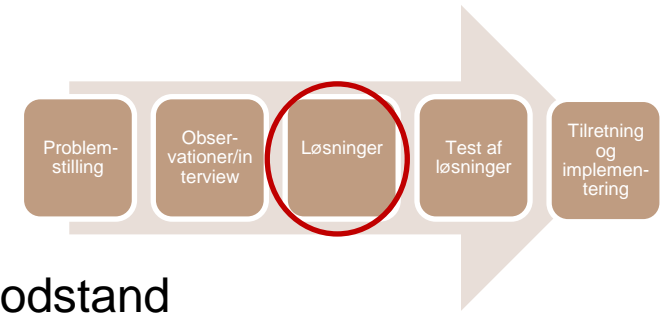 Problem-
stilling
Obser-
vationer/in
terview
Løsninger
Test af
løsninger
Tilretning
og
implemen-
tering
odstand